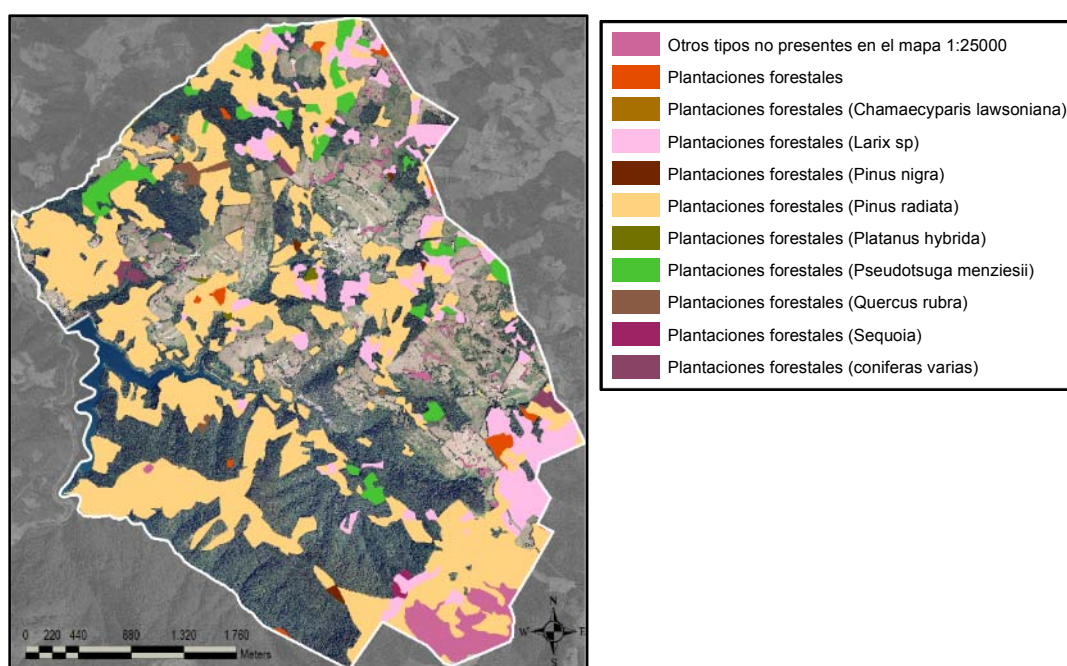 Otros tipos no presentes en el mapa 1:25000
Plantaciones forestales
Plantaciones forestales (Chamaecyparis lawsoniana)
Plantaciones forestales (Larix sp)
Plantaciones forestales (Pinus nigra)
Plantaciones forestales (Pinus radiata)
Plantaciones forestales (Platanus hybrida)
Plantaciones forestales (Pseudotsuga menziesii)
Plantaciones forestales (Quercus rubra)
Plantaciones forestales (Sequoia)
Plantaciones forestales (coniferas varias)
N
W E
S
0 220 440 880 1.320 1.760
Meters